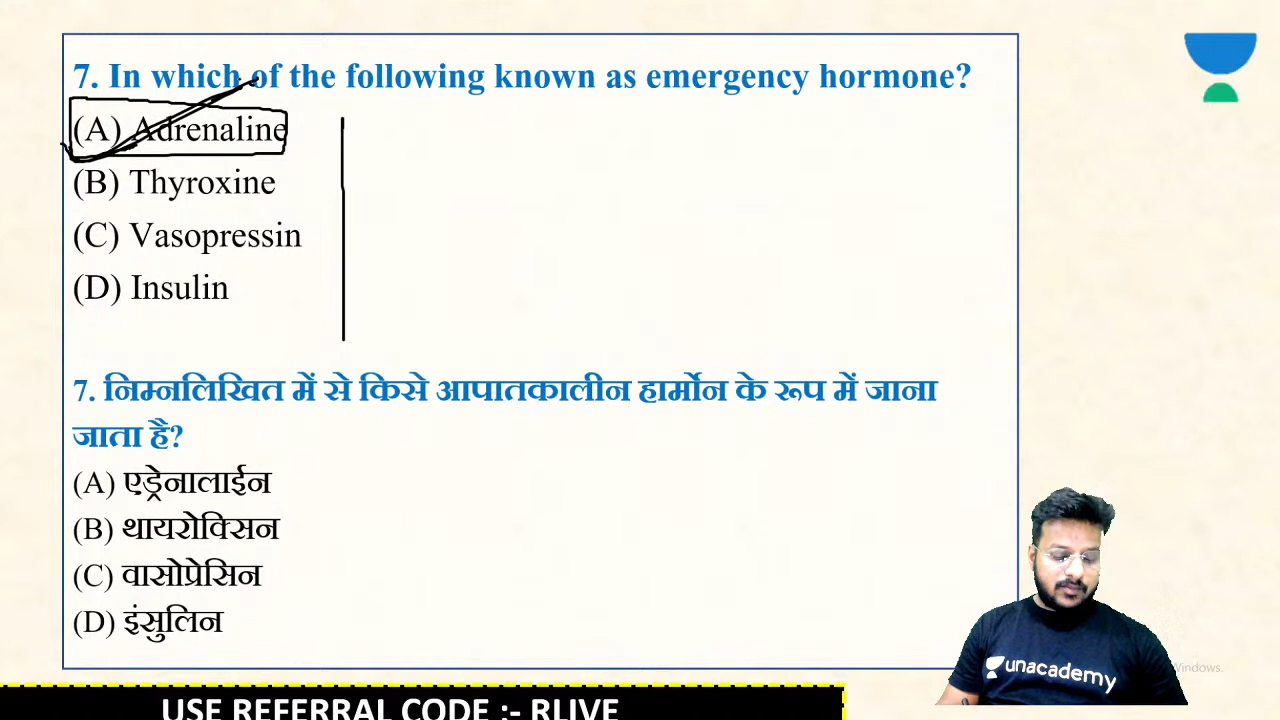 7. In which of the following known as emergency hormone?
(A) Adrenaline
(B) Thyroxine
(C) Vasopressin
(D) Insulin
7. निम्नलिखित में से किसे आपातकालीन हार्मोन के रूप में जाना
जाता है?
(A) एड्रेनालाईन
(B) थायरोक्सिन
(C) वासोप्रेसिन
(D) इंसुलिन
unacademy
Windows.
USE REFERRAL CODE :- RLIVE